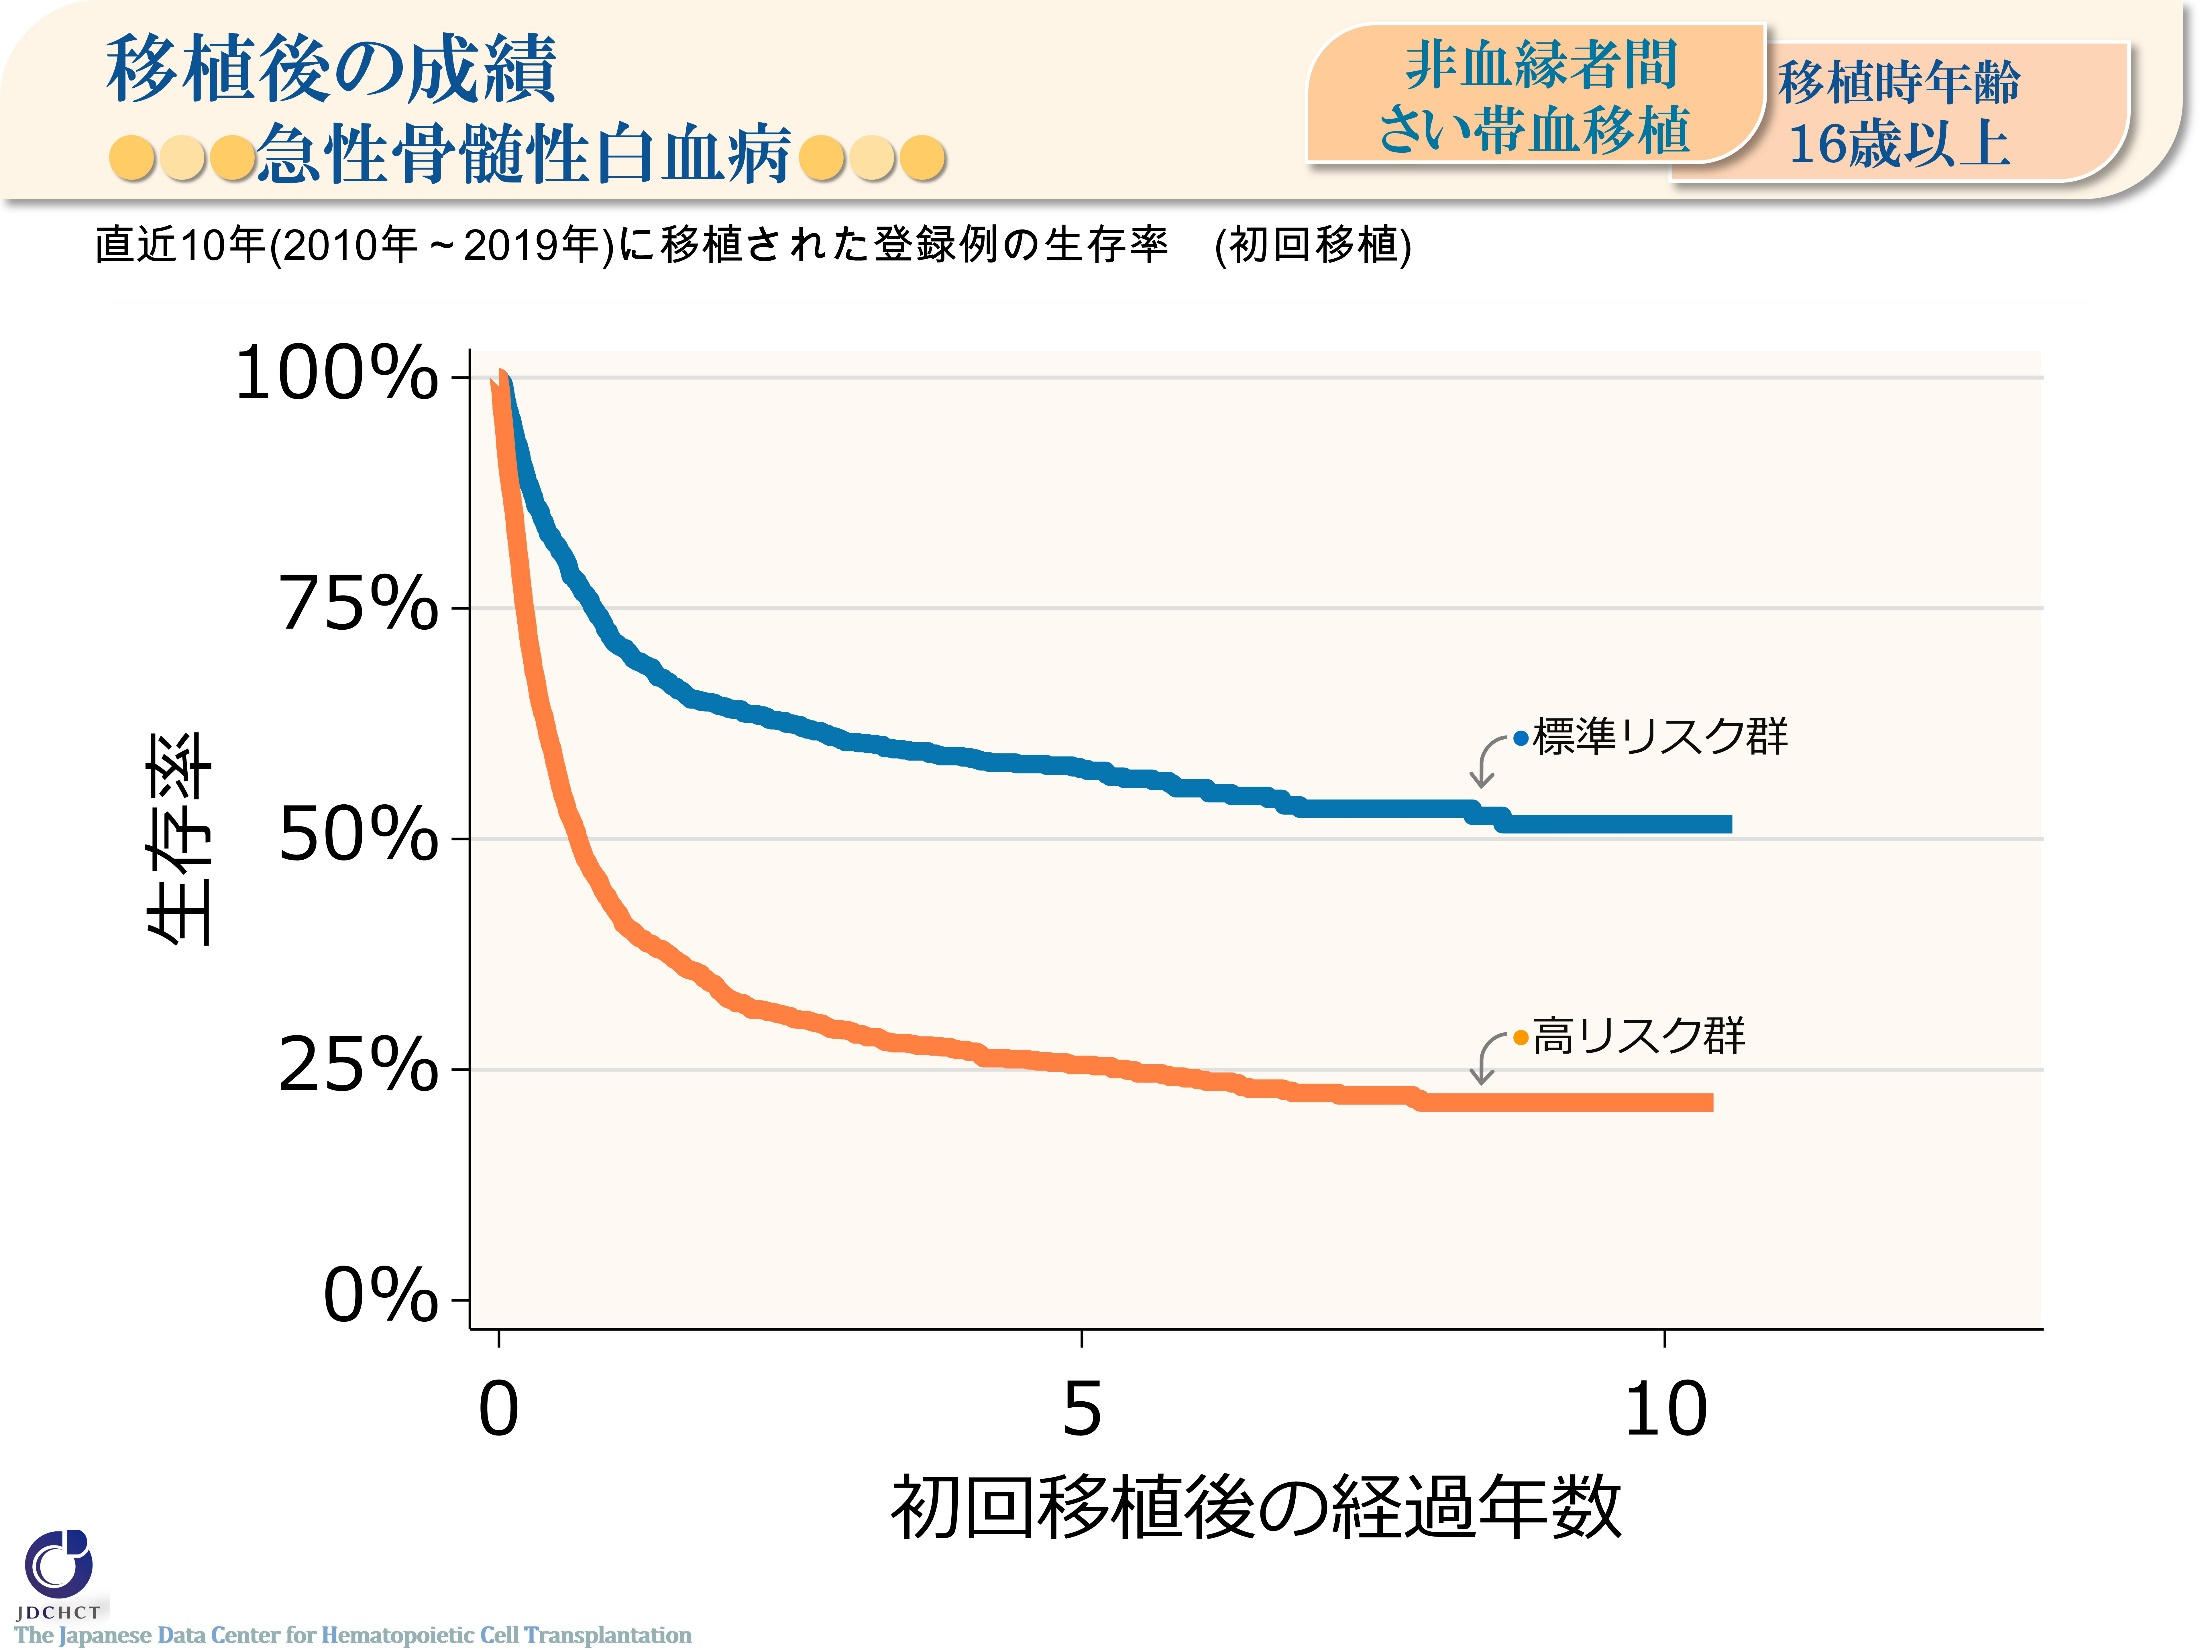 移植後の成績
急性骨髄性白血病
非血縁者間
さい帯血移植
移植時年齢
16歳以上
直近10年(2010年～2019年)に移植された登録例の生存率　(初回移植)
100%
75%
50%
25%
0%
生存率
標準リスク群
高リスク群
0
5
10
初回移植後の経過年数
JDCHCT
The Japanese Data Center for Hematopoietic Cell Transplantation